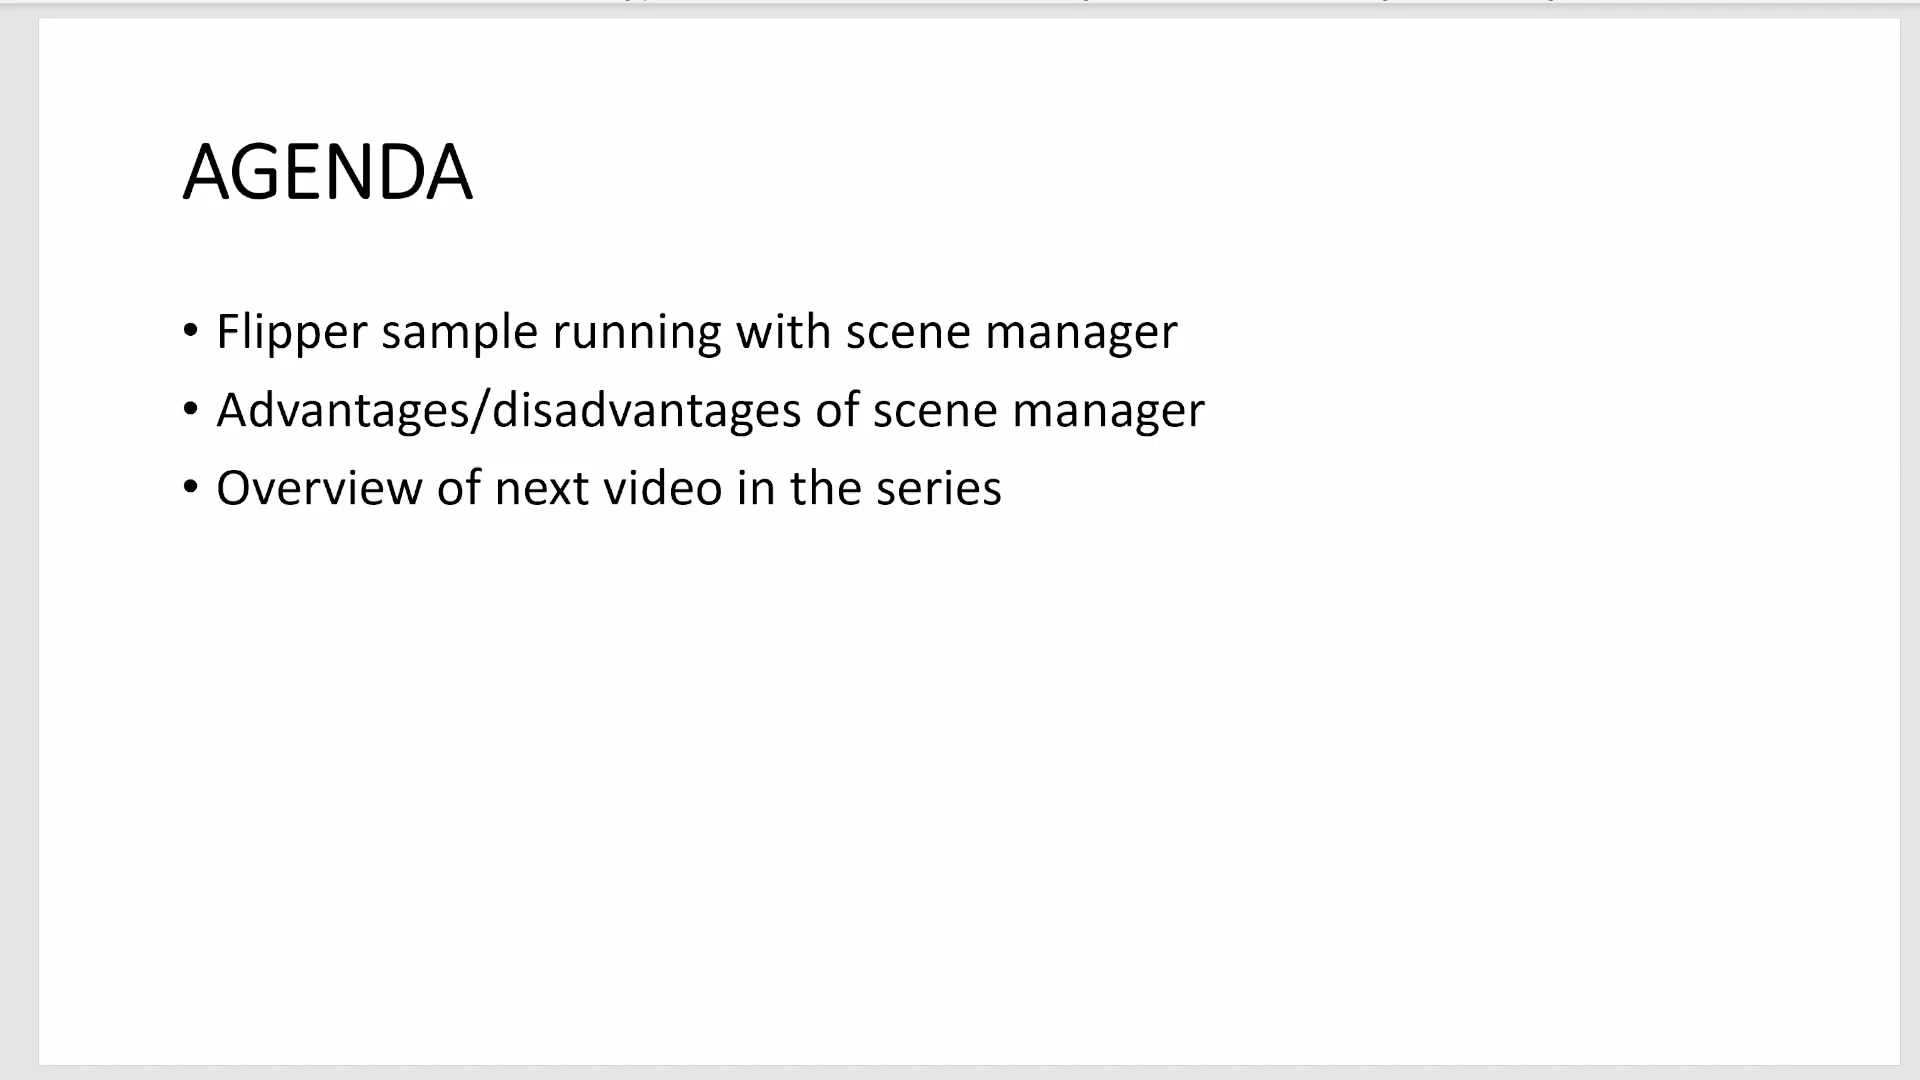 AGENDA
• Flipper sample running with scene manager
• Advantages/disadvantages of scene manager
• Overview of next video in the series